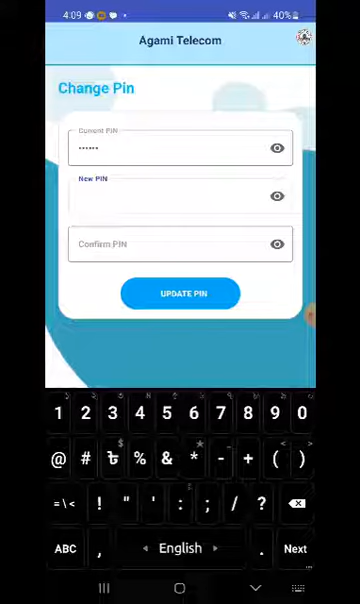 4:09 40%
Agami Telecom
Change Pin
Current PIN
••••••
New PIN
Confirm PIN
UPDATE PIN
1 2 3 4 5 6 7 8 9 0
@ # ৳ % & * - + ( )
=\< ! " ' : ; / ?
ABC , English . Next